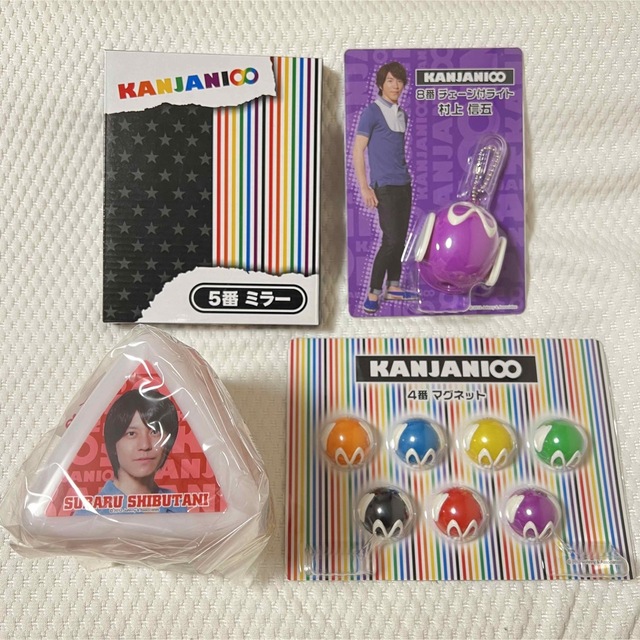 KANJANI∞
5番 ミラー
KANJANI∞
8番 チェーン付ライト
村上 信五
SUBARU SHIBUTANI
KANJANI∞
4番 マグネット